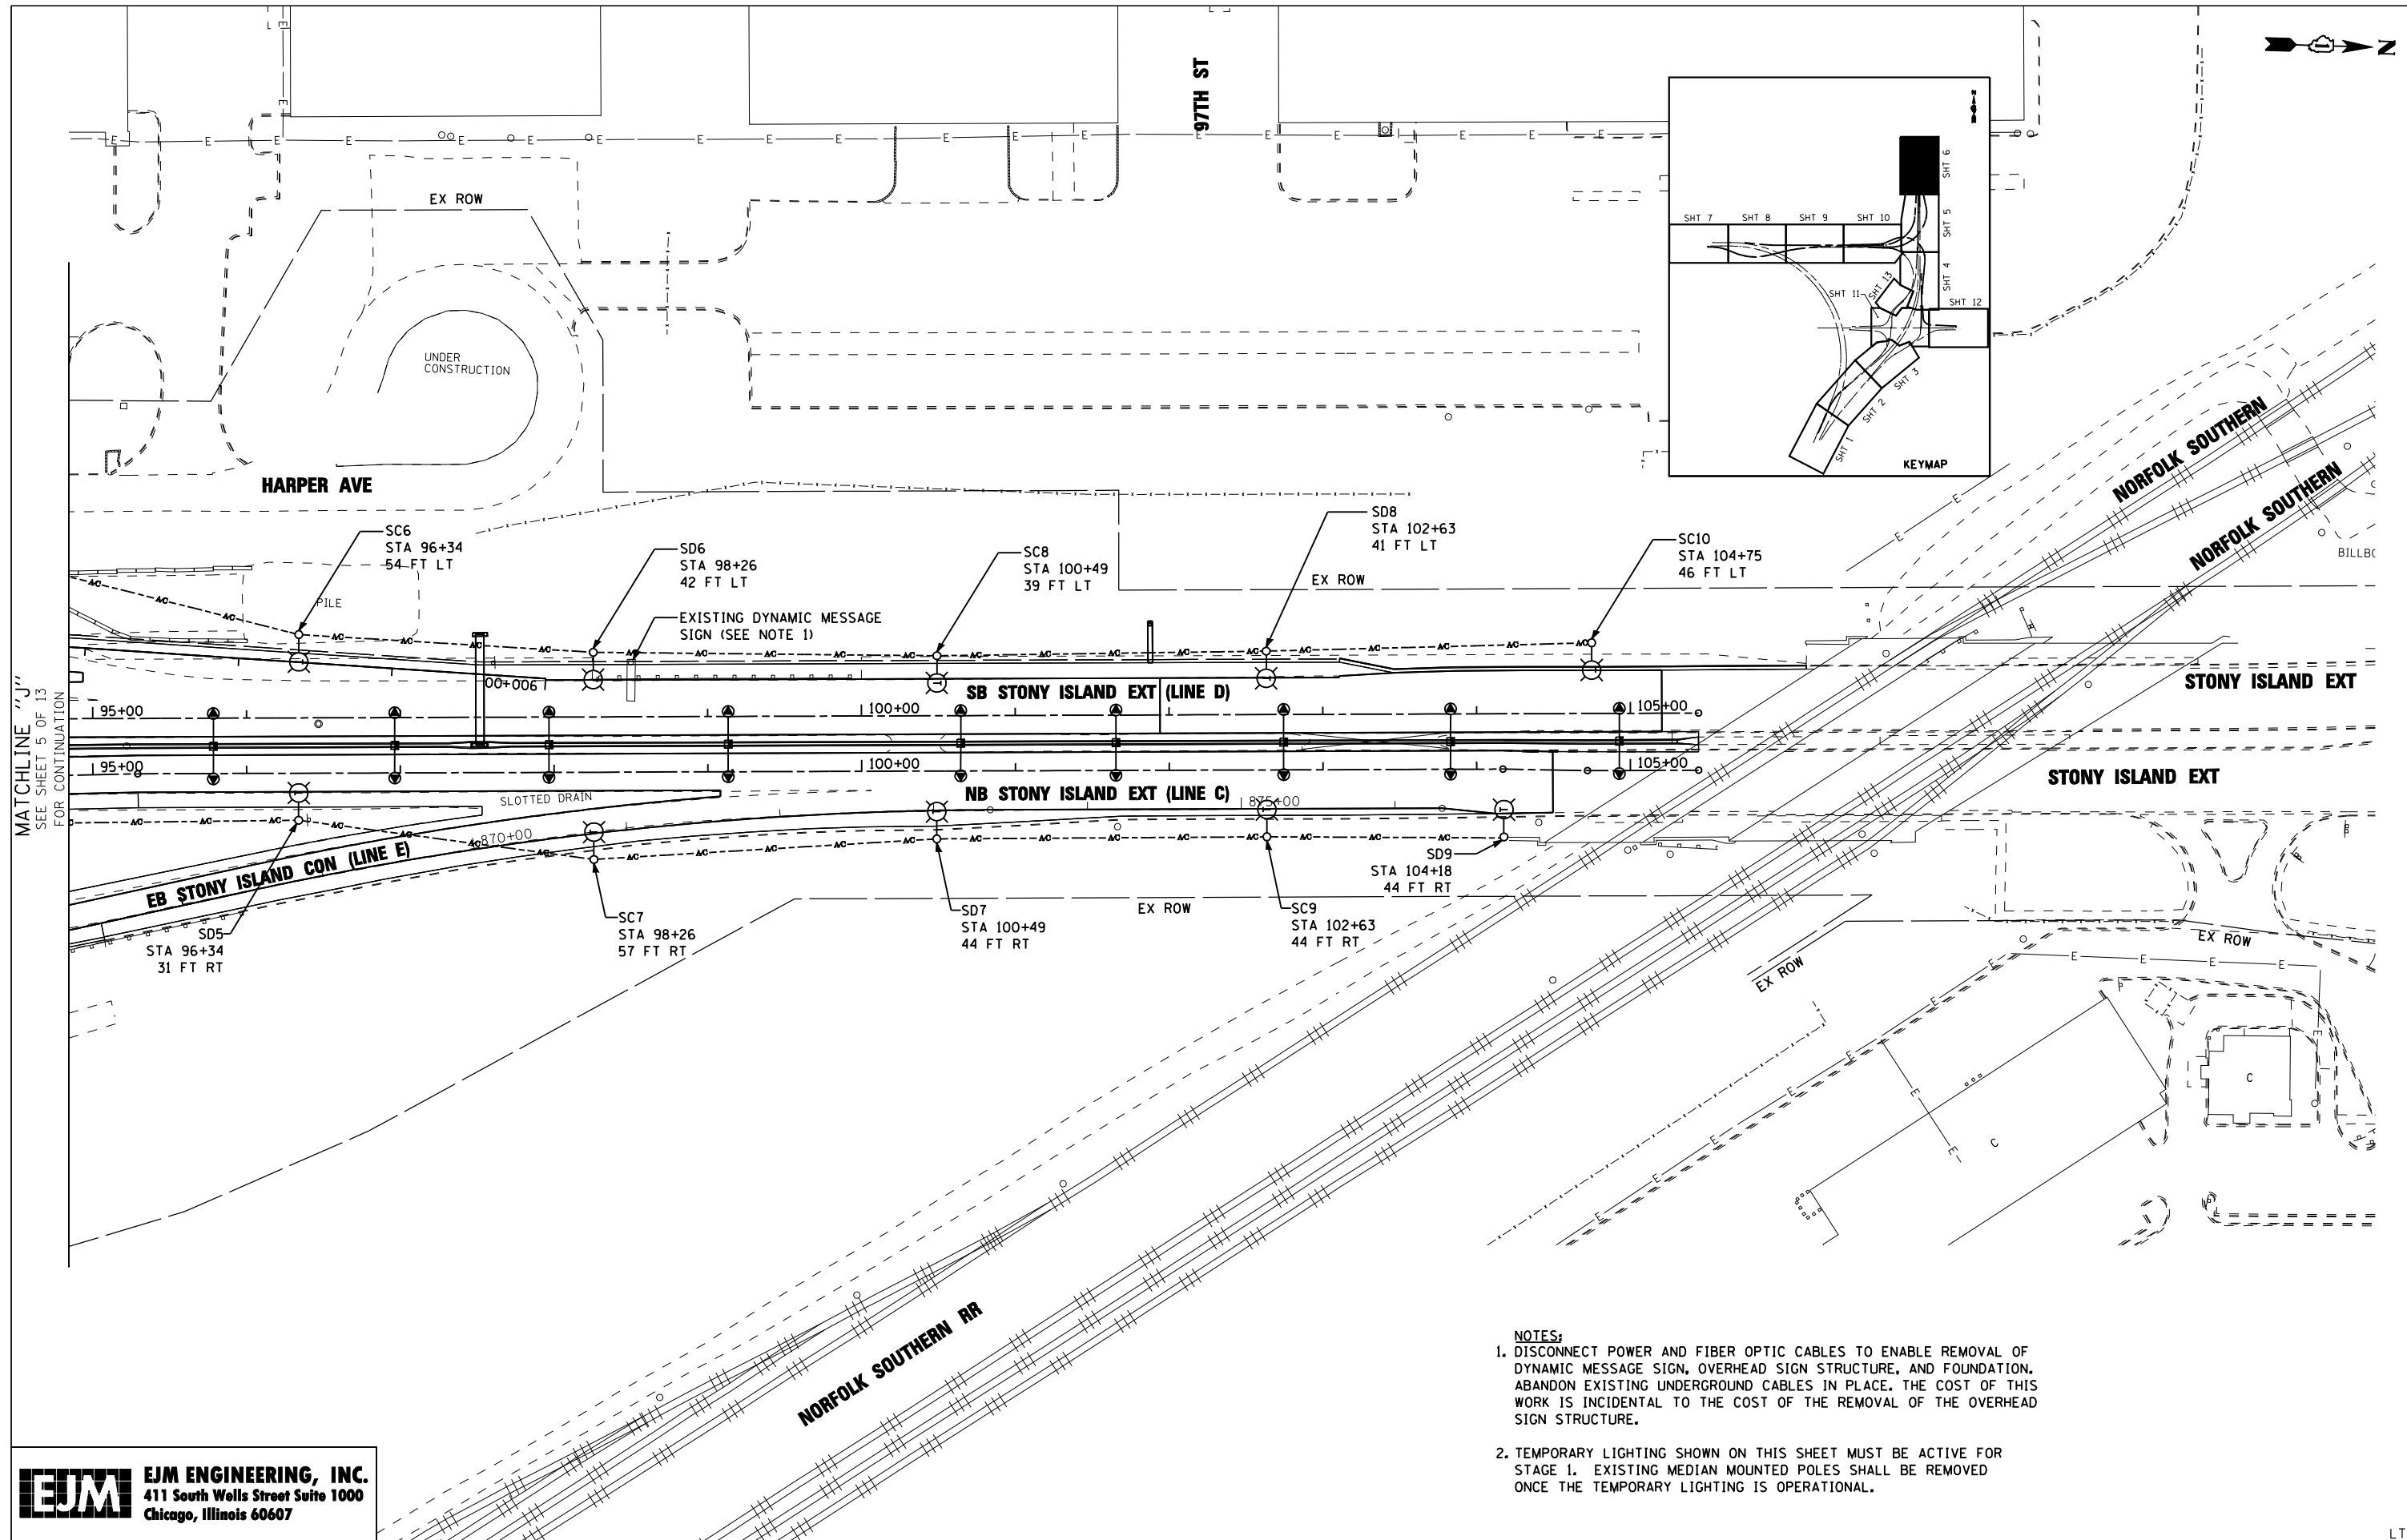 97TH ST
N
EX ROW
UNDER
CONSTRUCTION
HARPER AVE
N
SHT 6
SHT 7
SHT 8
SHT 9
SHT 10
SHT 5
SHT 4
SHT 13
SHT 11
SHT 12
SHT 3
SHT 2
SHT 1
KEYMAP
NORFOLK SOUTHERN
NORFOLK SOUTHERN
BILLBC
SC6
STA 96+34
54 FT LT
SD6
STA 98+26
42 FT LT
SC8
STA 100+49
39 FT LT
SD8
STA 102+63
41 FT LT
SC10
STA 104+75
46 FT LT
EX ROW
PILE
EXISTING DYNAMIC MESSAGE
SIGN (SEE NOTE 1)
00+006
SB STONY ISLAND EXT (LINE D)
STONY ISLAND EXT
95+00
100+00
105+00
MATCHLINE "J"
SEE SHEET 5 OF 13
FOR CONTINUATION
95+00
100+00
105+00
STONY ISLAND EXT
SLOTTED DRAIN
NB STONY ISLAND EXT (LINE C)
875+00
870+00
EB STONY ISLAND CON (LINE E)
SD5
STA 96+34
31 FT RT
SC7
STA 98+26
57 FT RT
SD7
STA 100+49
44 FT RT
EX ROW
SC9
STA 102+63
44 FT RT
SD9
STA 104+18
44 FT RT
EX ROW
EX ROW
C
C
NORFOLK SOUTHERN RR
NOTES:
1. DISCONNECT POWER AND FIBER OPTIC CABLES TO ENABLE REMOVAL OF
DYNAMIC MESSAGE SIGN, OVERHEAD SIGN STRUCTURE, AND FOUNDATION.
ABANDON EXISTING UNDERGROUND CABLES IN PLACE. THE COST OF THIS
WORK IS INCIDENTAL TO THE COST OF THE REMOVAL OF THE OVERHEAD
SIGN STRUCTURE.
2. TEMPORARY LIGHTING SHOWN ON THIS SHEET MUST BE ACTIVE FOR
STAGE 1. EXISTING MEDIAN MOUNTED POLES SHALL BE REMOVED
ONCE THE TEMPORARY LIGHTING IS OPERATIONAL.
EJM
EJM ENGINEERING, INC.
411 South Wells Street Suite 1000
Chicago, Illinois 60607
LT